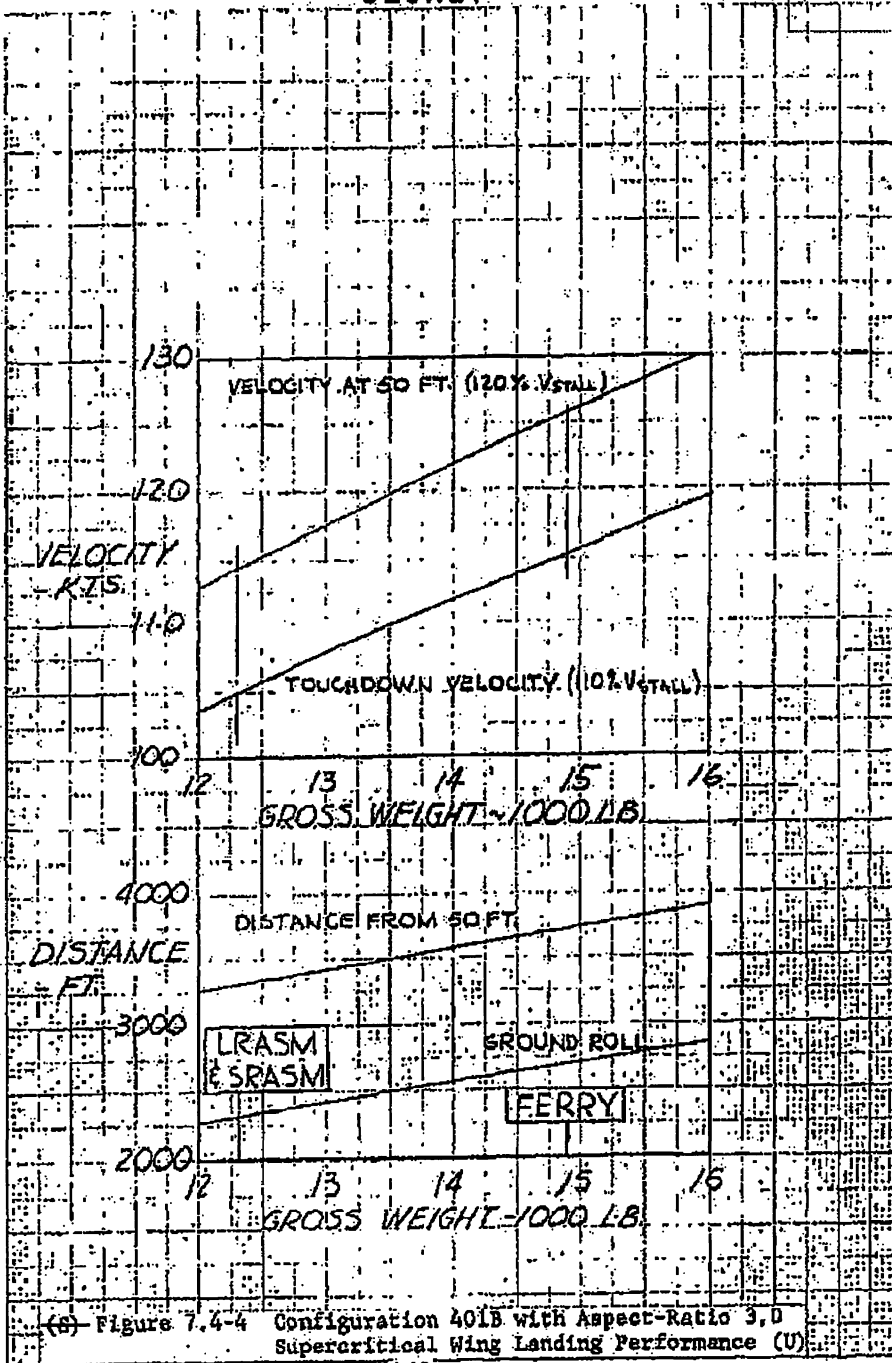 130
VELOCITY AT 50 FT. (120% VSTALL)
120
VELOCITY
- KTS.
110
TOUCHDOWN VELOCITY (110% VSTALL)
100
12 13 14 15 16
GROSS WEIGHT ~ 1000 LB
4000
DISTANCE FROM 50 FT.
DISTANCE
- FT.
3000
LRASM
& SRASM
GROUND ROLL
FERRY
2000
12 13 14 15 16
GROSS WEIGHT - 1000 LB
(S) Figure 7.4-4 Configuration 401B with Aspect-Ratio 3.0
Supercritical Wing Landing Performance (U)